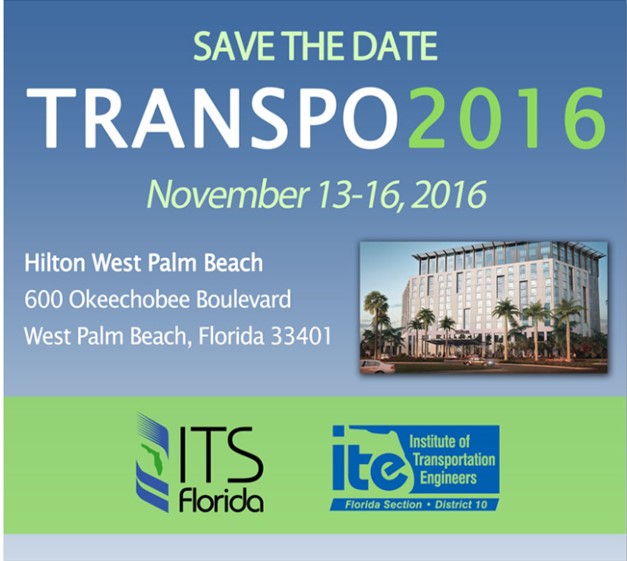 SAVE THE DATE
TRANSPO2016
November 13-16, 2016
Hilton West Palm Beach
600 Okeechobee Boulevard
West Palm Beach, Florida 33401
ITS
Florida
ite
Institute of
Transportation
Engineers
Florida Section • District 10